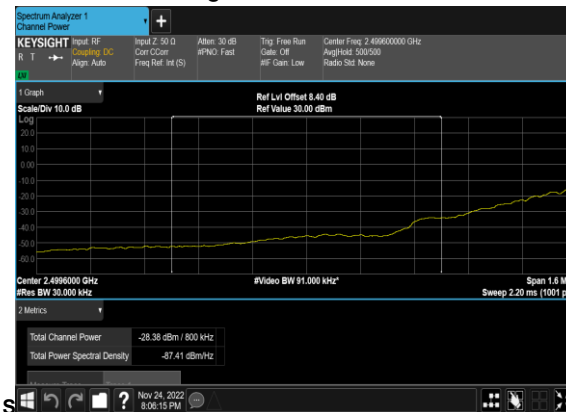 Spectrum Analyzer 1
Channel Power
+
KEYSIGHT Input: RF Input Z: 50 Ω Atten: 30 dB Trig: Free Run Center Freq: 2.499600000 GHz
R T Coupling: DC Corr CCorr #PNO: Fast Gate: Off Avg|Hold: 500/500
Align: Auto Freq Ref: Int (S) #IF Gain: Low Radio Std: None
1 Graph
Ref Lvl Offset 8.40 dB
Scale/Div 10.0 dB Ref Value 30.00 dBm
Log
20.0
10.0
0.00
-10.0
-20.0
-30.0
-40.0
-50.0
-60.0
Center 2.4996000 GHz #Video BW 91.000 kHz* Span 1.6 M
#Res BW 30.000 kHz Sweep 2.20 ms (1001 p
2 Metrics
Total Channel Power -28.38 dBm / 800 kHz
Total Power Spectral Density -87.41 dBm/Hz
S
? Nov 24, 2022
8:06:15 PM